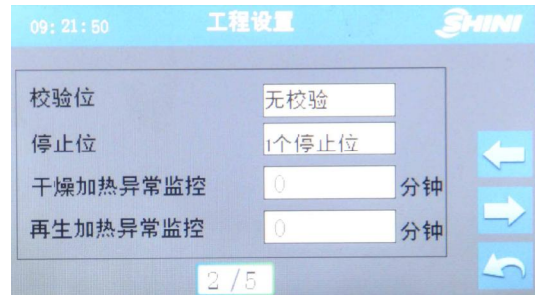 09:21:50 工程设置 SHINI
校验位 无校验
停止位 1个停止位
干燥加热异常监控 0 分钟
再生加热异常监控 0 分钟
2/5